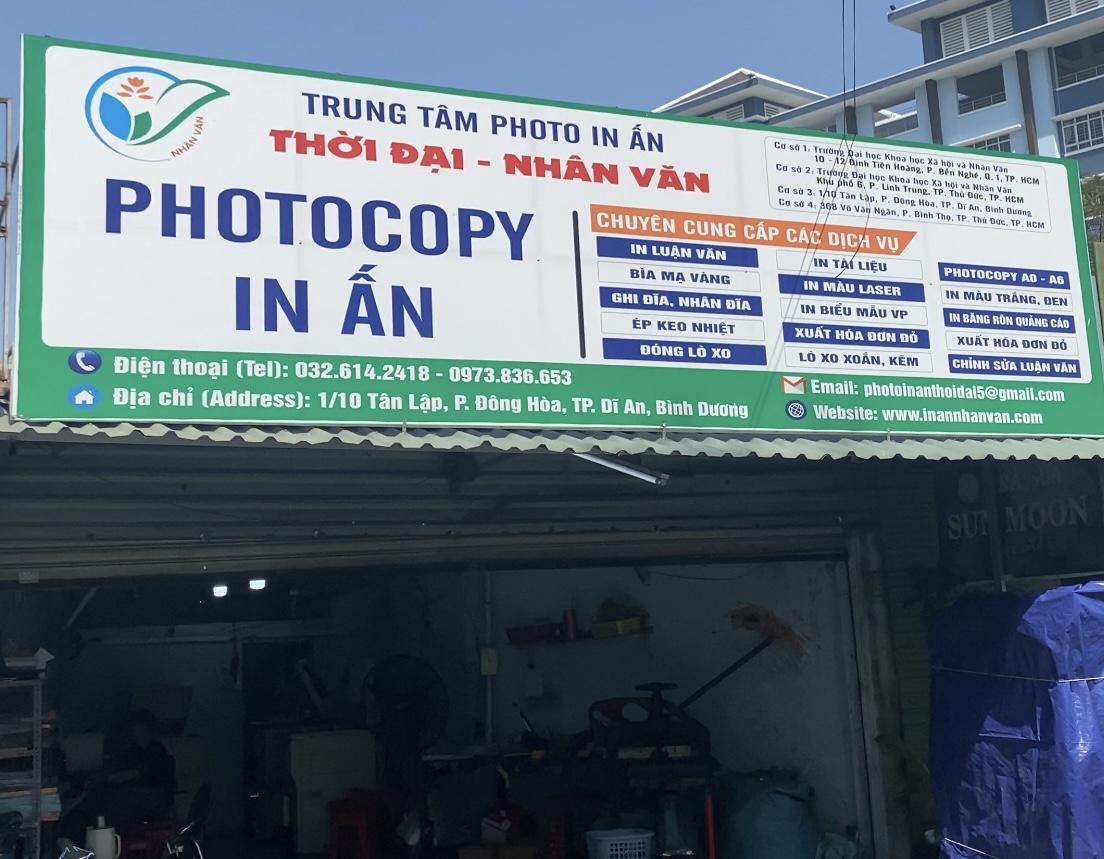 NHÂN VĂN
TRUNG TÂM PHOTO IN ẤN
THỜI ĐẠI - NHÂN VĂN
PHOTOCOPY
IN ẤN
Cơ sở 1: Trường Đại học Khoa học Xã hội và Nhân Văn
10 - 12 Đinh Tiên Hoàng, P. Bến Nghé, Q. 1, TP. HCM
Cơ sở 2: Trường Đại học Khoa học Xã hội và Nhân Văn
Khu phố 6, P. Linh Trung, TP. Thủ Đức, TP. HCM
Cơ sở 3: 1/10 Tân Lập, P. Đông Hòa, TP. Dĩ An, Bình Dương
Cơ sở 4: 368 Võ Văn Ngân, P. Bình Thọ, TP. Thủ Đức, TP. HCM
CHUYÊN CUNG CẤP CÁC DỊCH VỤ
IN LUẬN VĂN
BÌA MẠ VÀNG
GHI ĐĨA, NHÃN ĐĨA
ÉP KEO NHIỆT
ĐÓNG LÒ XO
IN TÀI LIỆU
IN MÀU LASER
IN BIỂU MẪU VP
XUẤT HÓA ĐƠN ĐỎ
LÒ XO XOẮN, KẼM
PHOTOCOPY A0 - A6
IN MÀU TRẮNG, ĐEN
IN BĂNG RÔN QUẢNG CÁO
XUẤT HÓA ĐƠN ĐỎ
CHỈNH SỬA LUẬN VĂN
Điện thoại (Tel): 032.614.2418 - 0973.836.653
Địa chỉ (Address): 1/10 Tân Lập, P. Đông Hòa, TP. Dĩ An, Bình Dương
Email: photoinanthoidai5@gmail.com
Website: www.inannhanvan.com
SUN MOON